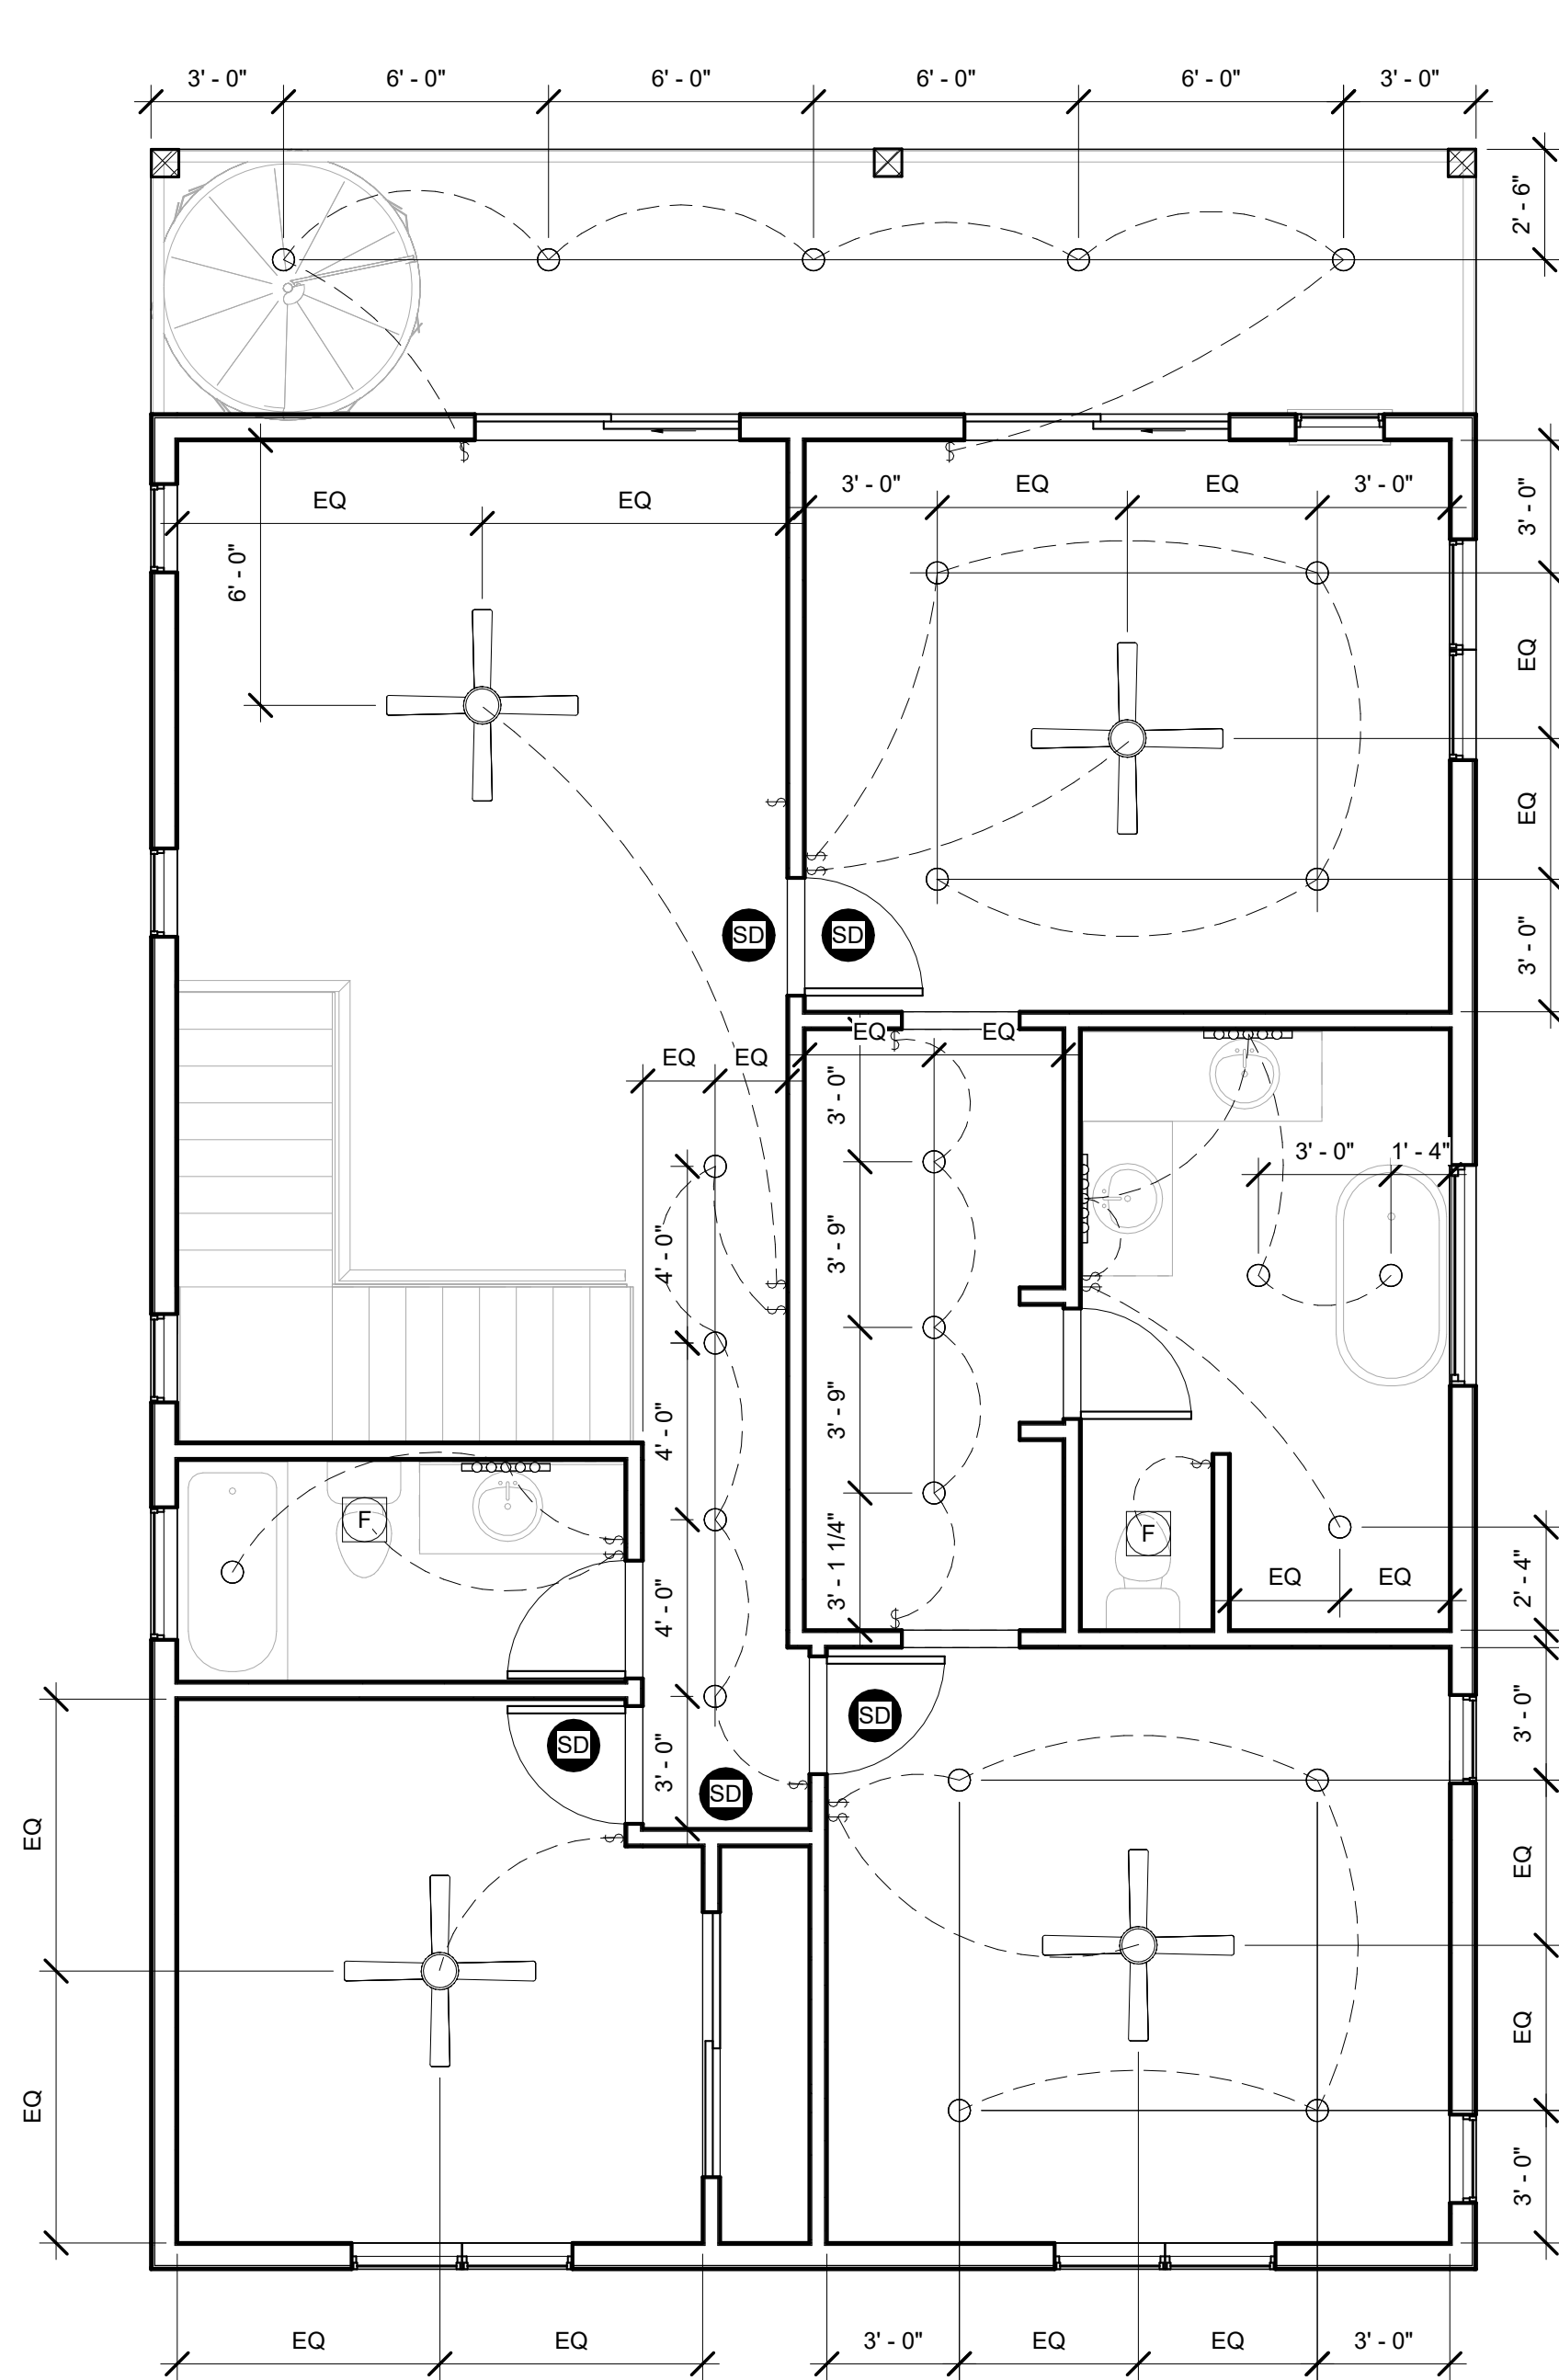 3' - 0" 6' - 0" 6' - 0" 6' - 0" 6' - 0" 3' - 0"
2' - 6"
$ $
EQ EQ 3' - 0" EQ EQ 3' - 0"
3' - 0"
6' - 0"
EQ
$
EQ
$
$
SD SD
3' - 0"
EQ EQ
$
EQ EQ
3' - 0"
3' - 0" 1' - 4"
4' - 0" 3' - 9"
$ $
$ $
4' - 0" 3' - 9"
$
F F
$
$
3' - 1 1/4"
EQ EQ
2' - 4"
4' - 0"
$
SD SD
3' - 0"
3' - 0"
SD
$ $
$
$
EQ EQ
EQ EQ
3' - 0"
EQ EQ 3' - 0" EQ EQ 3' - 0"